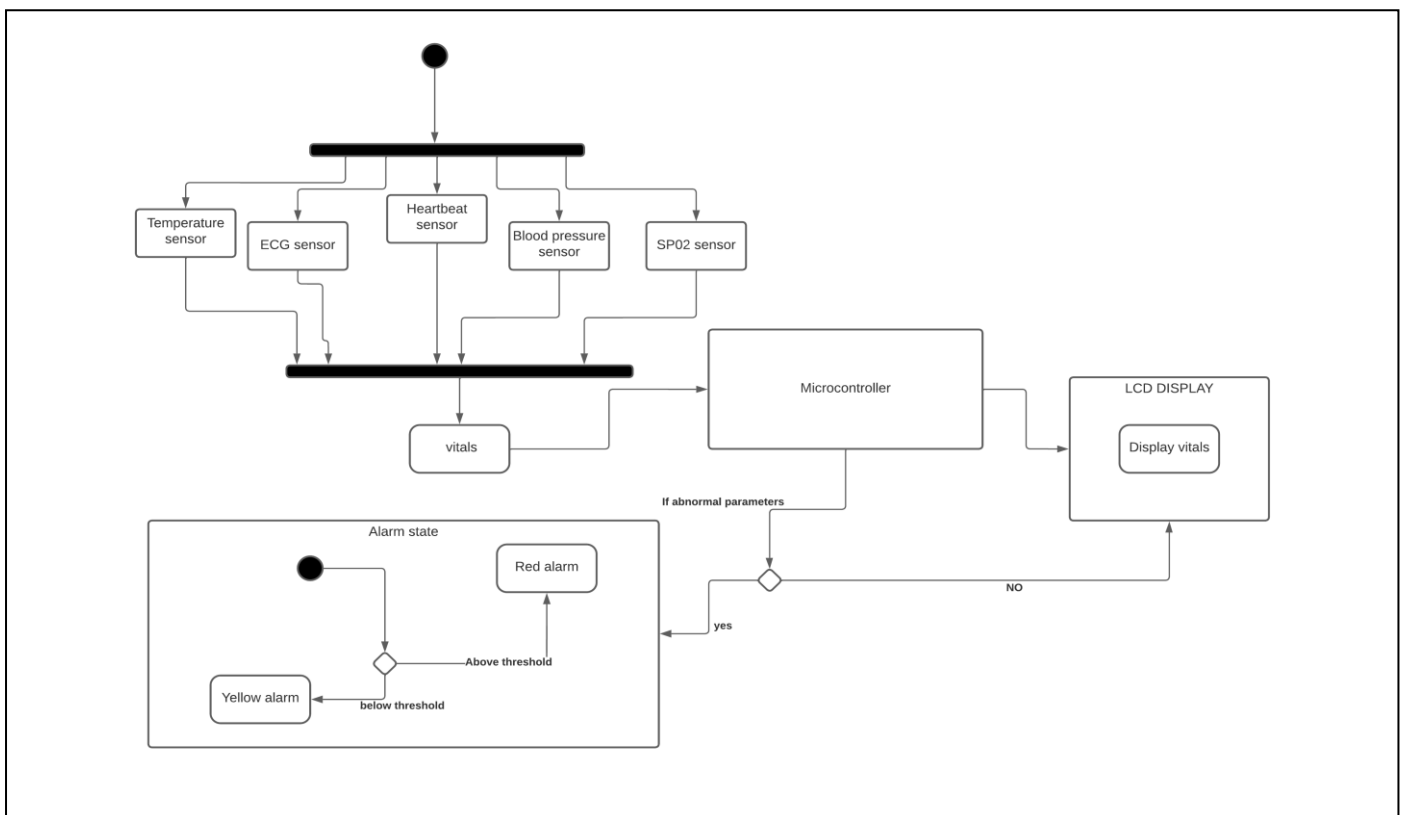 Temperature
sensor
ECG sensor
Heartbeat
sensor
Blood pressure
sensor
SP02 sensor
Microcontroller
LCD DISPLAY
Display vitals
vitals
If abnormal parameters
NO
yes
Alarm state
Red alarm
Above threshold
Yellow alarm
below threshold